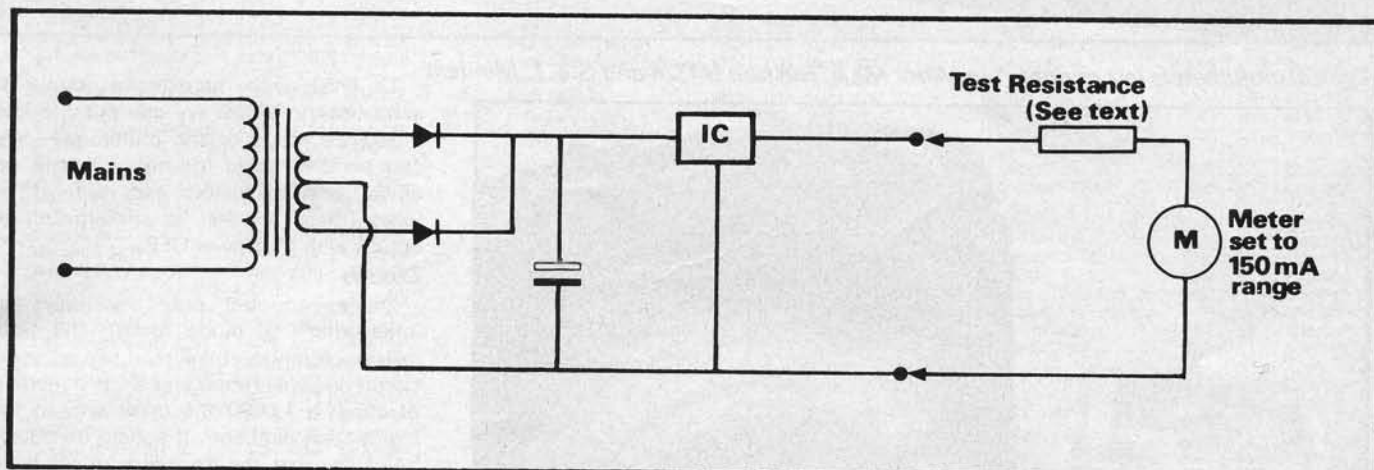 Mains
IC
Test Resistance
(See text)
M
Meter
set to
150 mA
range